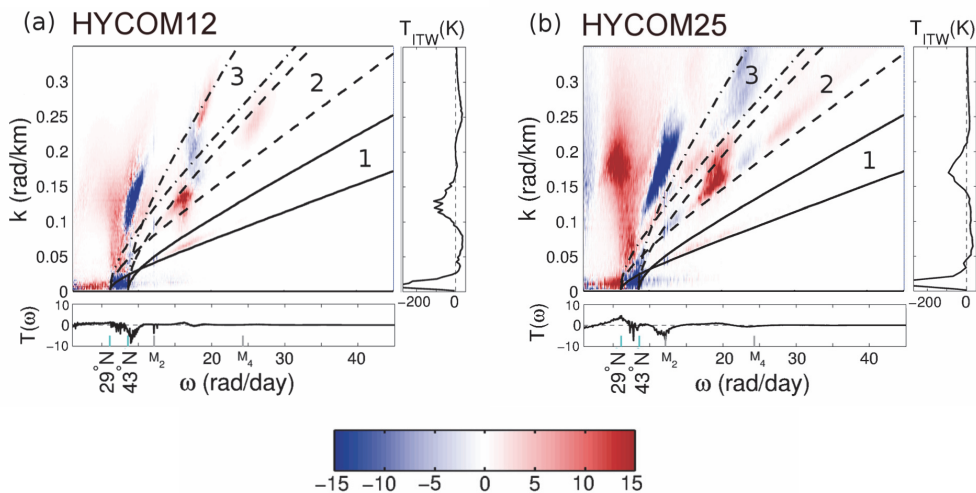 (a) HYCOM12
T_ITW(K)
k (rad/km)
0.3
0.25
0.2
0.15
0.1
0.05
0
3
2
1
-200 0
T(ω)
10
0
-10
29°N
43°N
M₂
M₄
20 30 40
ω (rad/day)
(b) HYCOM25
T_ITW(K)
k (rad/km)
0.3
0.25
0.2
0.15
0.1
0.05
0
3
2
1
-200 0
T(ω)
10
0
-10
29°N
43°N
M₂
M₄
20 30 40
ω (rad/day)
-15 -10 -5 0 5 10 15